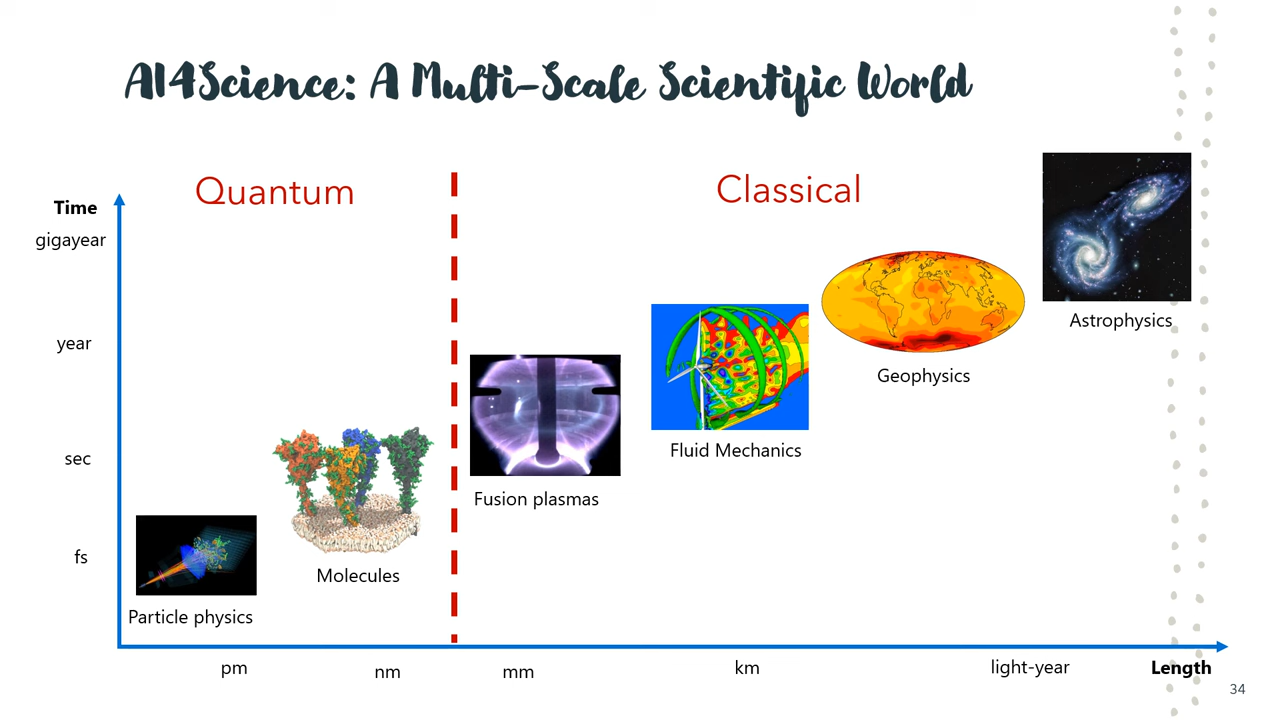 AI4Science: A Multi-Scale Scientific World
Quantum
Classical
Time
gigayear
year
sec
fs
Particle physics
Molecules
Fusion plasmas
Fluid Mechanics
Geophysics
Astrophysics
pm
nm
mm
km
light-year
Length
34